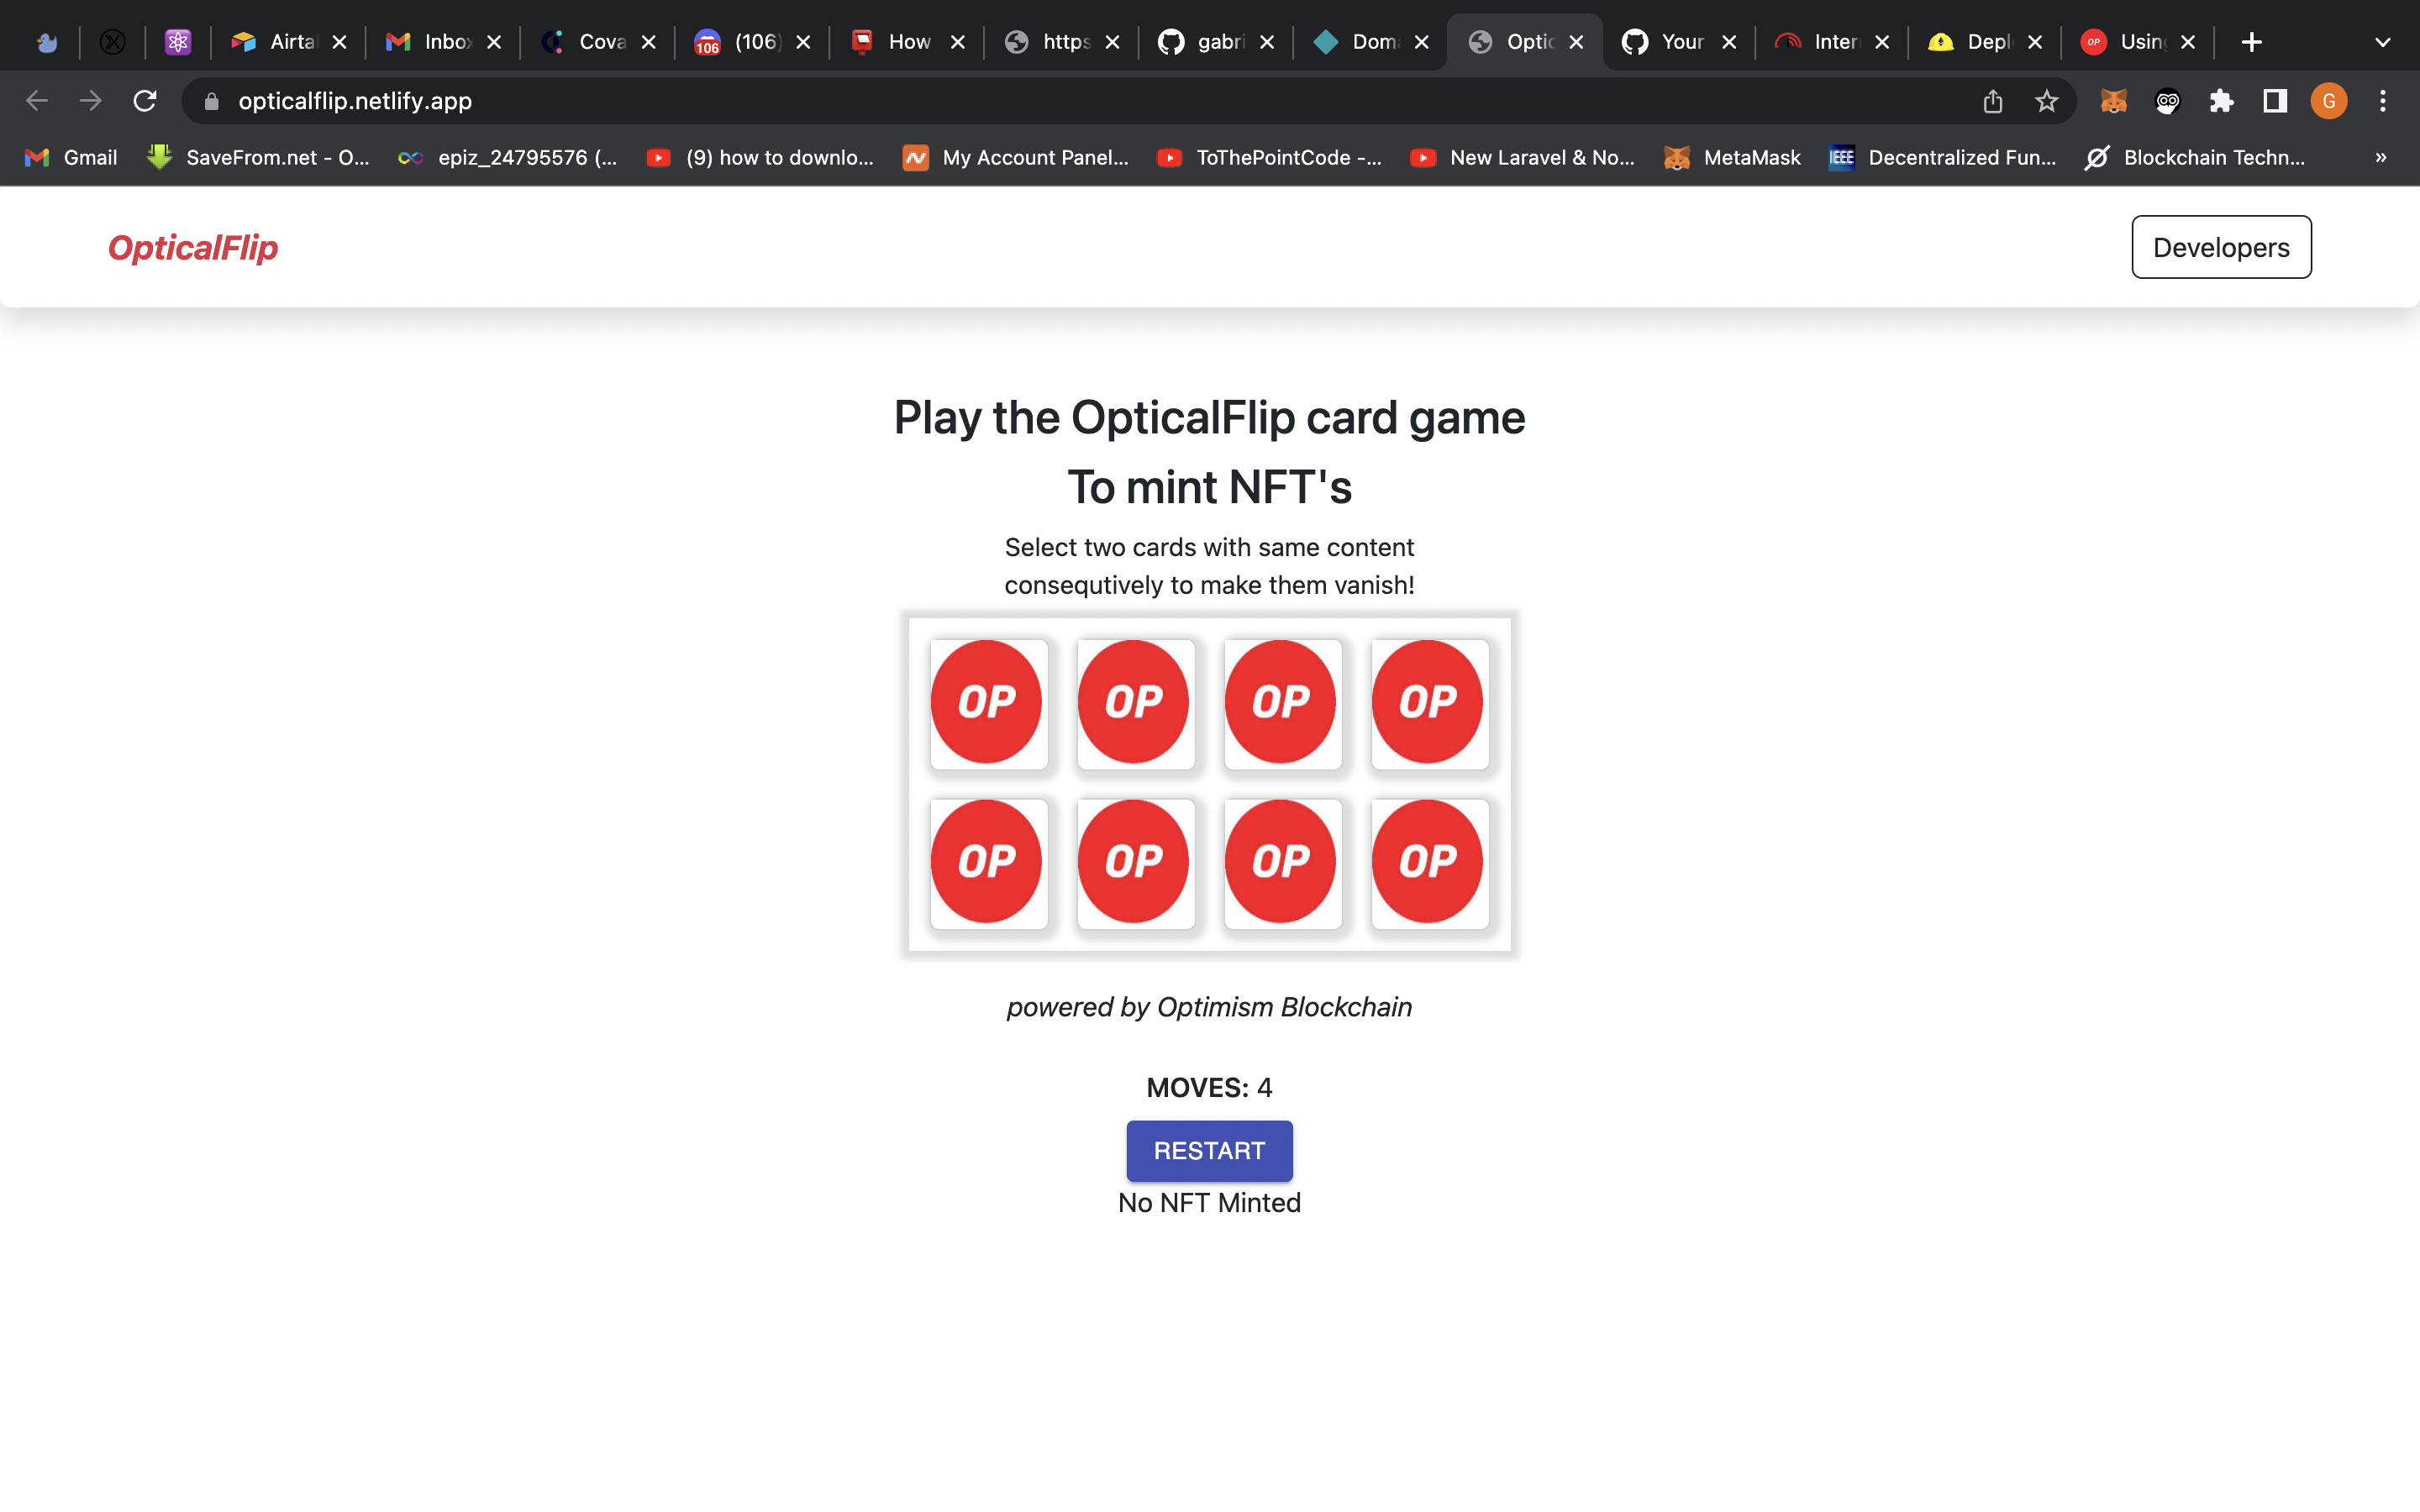 Airta
Inbo
Cova
106
(106)
How
https
gabri
Dom
Optic
Your
Inter
Depl
OP
Using
opticalflip.netlify.app
G
Gmail
SaveFrom.net - O...
epiz_24795576 (...
(9) how to downlo...
My Account Panel...
ToThePointCode -...
New Laravel & No...
MetaMask
IEEE
Decentralized Fun...
Blockchain Techn...
»
OpticalFlip
Developers
Play the OpticalFlip card game
To mint NFT's
Select two cards with same content
consequtively to make them vanish!
OP OP OP OP
OP OP OP OP
powered by Optimism Blockchain
MOVES: 4
RESTART
No NFT Minted